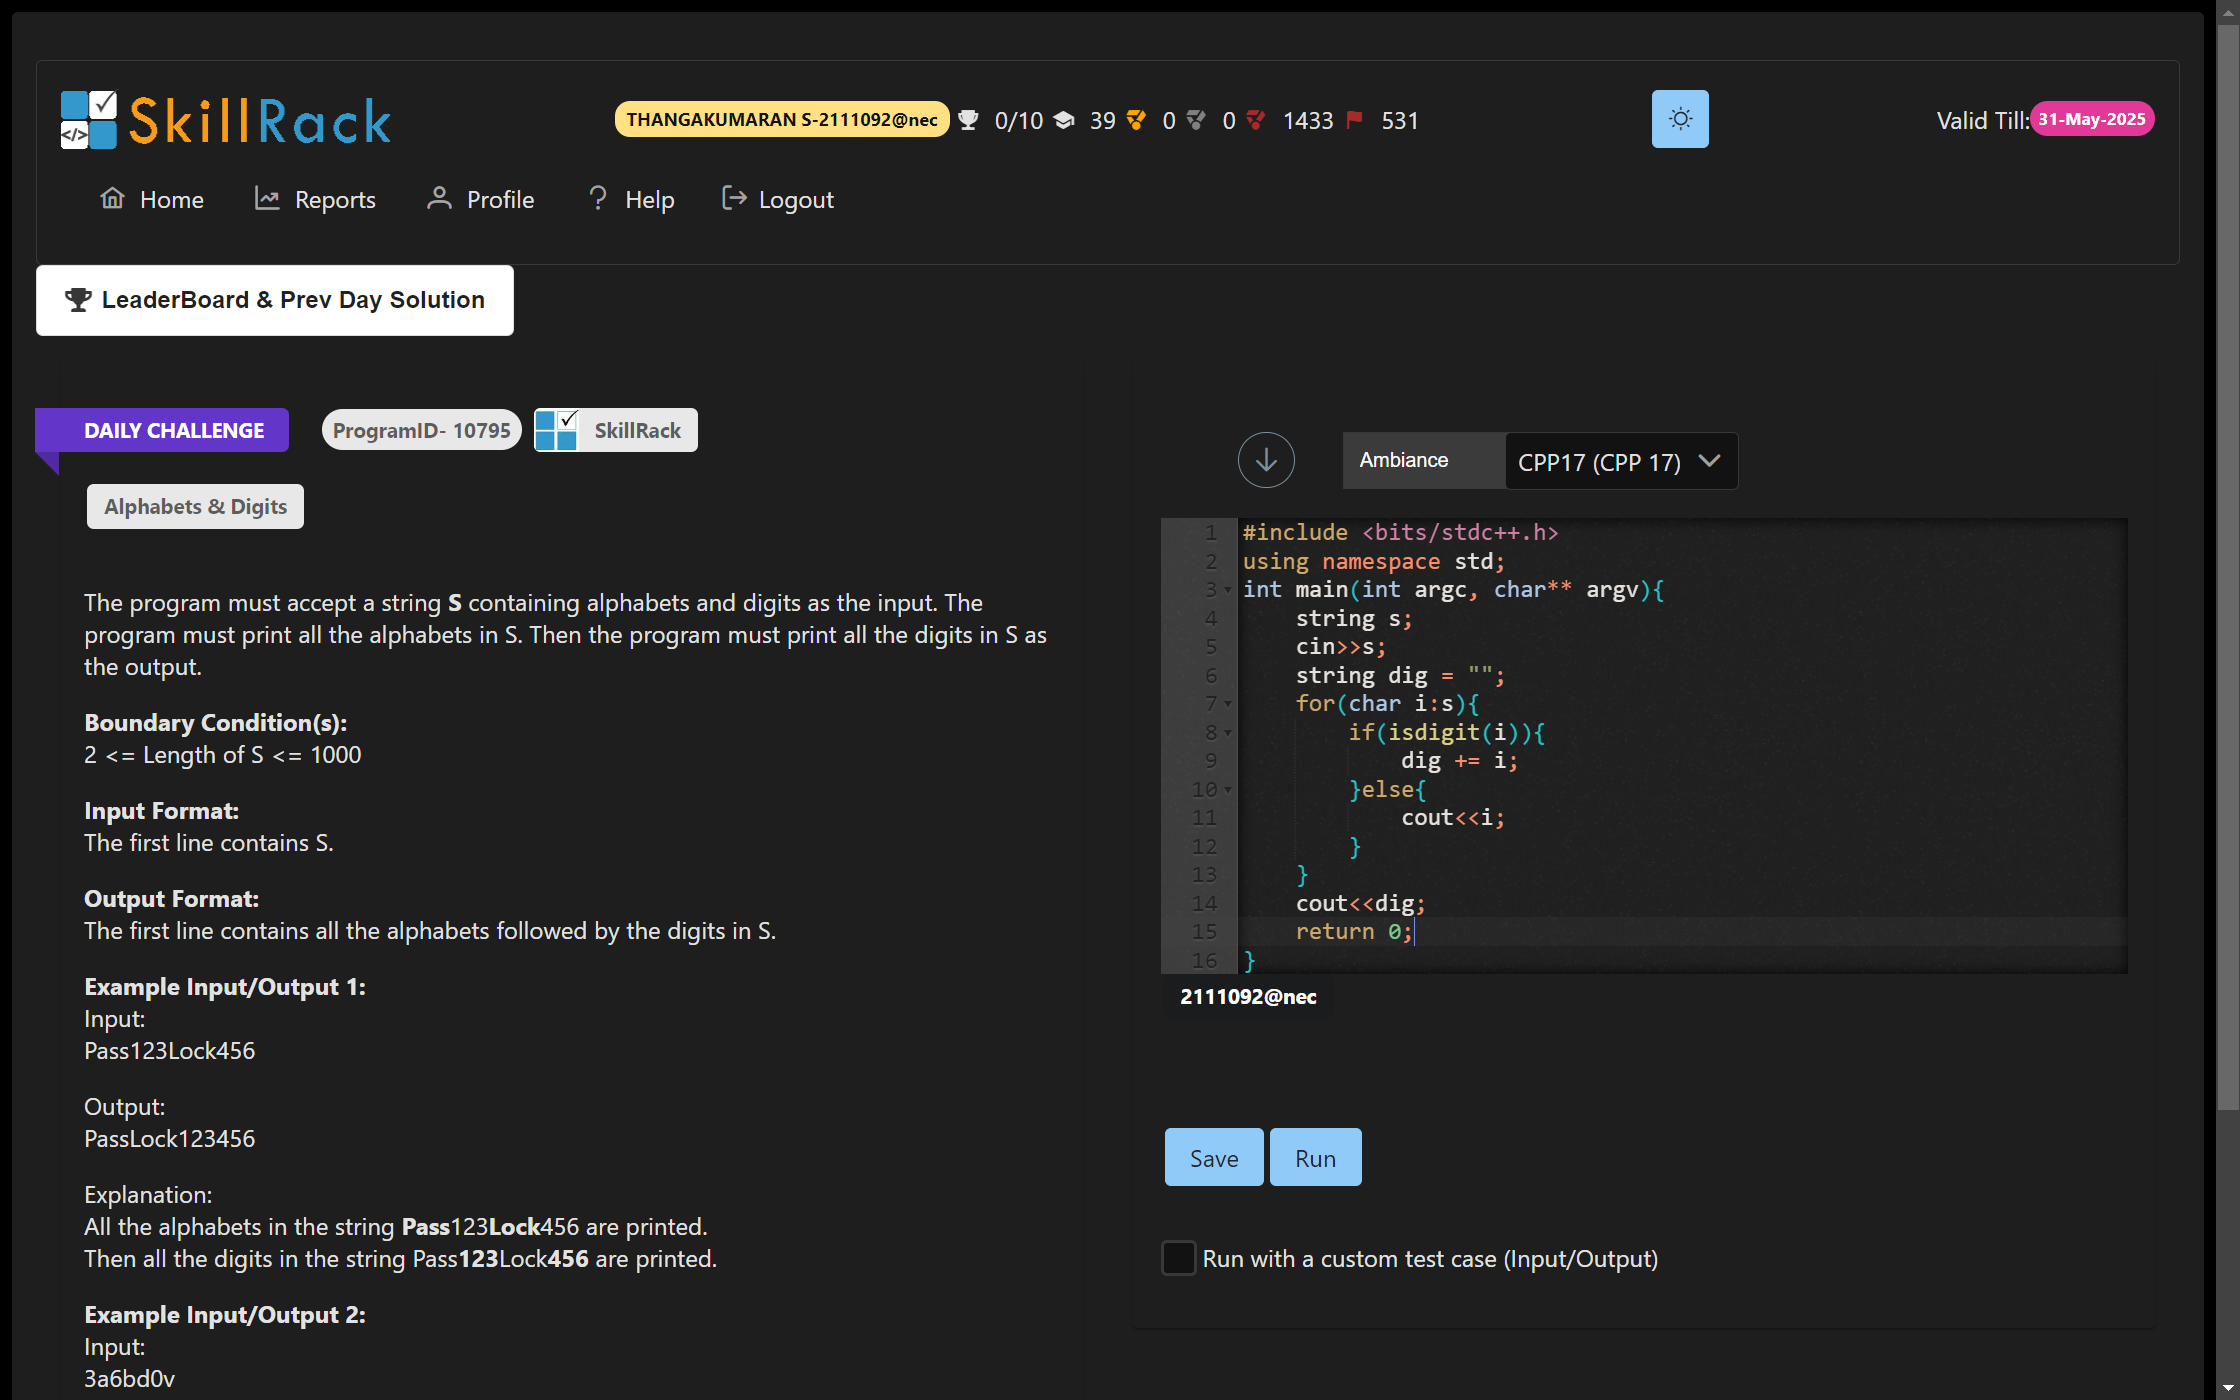 SkillRack
THANGAKUMARAN S-2111092@nec 0/10 39 0 0 1433 531
Valid Till: 31-May-2025
Home Reports Profile Help Logout
LeaderBoard & Prev Day Solution
DAILY CHALLENGE ProgramID- 10795 SkillRack
Alphabets & Digits
The program must accept a string S containing alphabets and digits as the input. The
program must print all the alphabets in S. Then the program must print all the digits in S as
the output.
Boundary Condition(s):
2 <= Length of S <= 1000
Input Format:
The first line contains S.
Output Format:
The first line contains all the alphabets followed by the digits in S.
Example Input/Output 1:
Input:
Pass123Lock456
Output:
PassLock123456
Explanation:
All the alphabets in the string Pass123Lock456 are printed.
Then all the digits in the string Pass123Lock456 are printed.
Example Input/Output 2:
Input:
3a6bd0v
Ambiance CPP17 (CPP 17)
1 #include <bits/stdc++.h>
2 using namespace std;
3 int main(int argc, char** argv){
4 string s;
5 cin>>s;
6 string dig = "";
7 for(char i:s){
8 if(isdigit(i)){
9 dig += i;
10 }else{
11 cout<<i;
12 }
13 }
14 cout<<dig;
15 return 0;
16 }
2111092@nec
Save Run
Run with a custom test case (Input/Output)